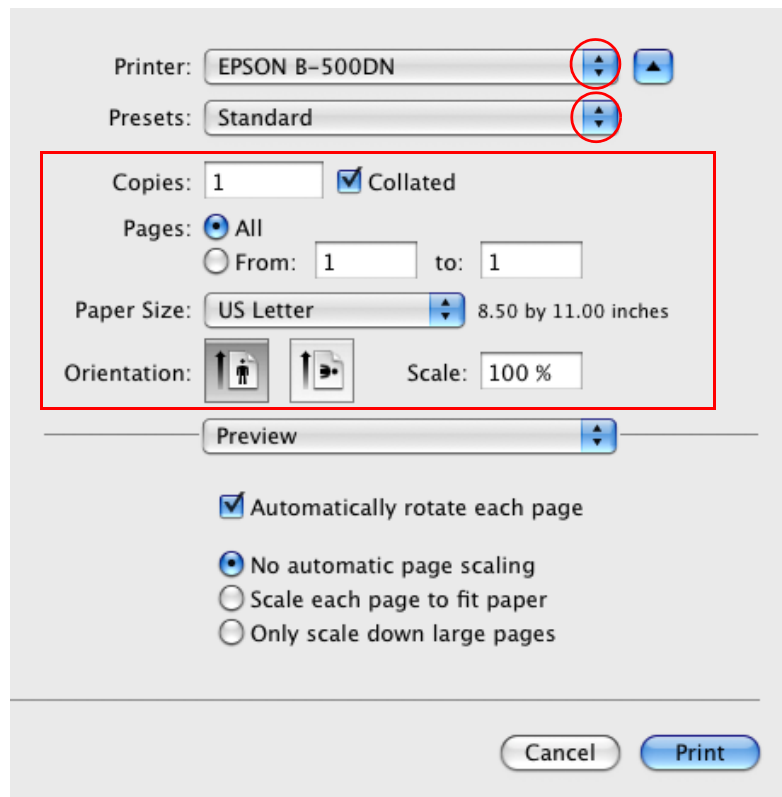 Printer: EPSON B-500DN
Presets: Standard
Copies: 1 Collated
Pages: All
From: 1 to: 1
Paper Size: US Letter 8.50 by 11.00 inches
Orientation: Scale: 100 %
Preview
Automatically rotate each page
No automatic page scaling
Scale each page to fit paper
Only scale down large pages
Cancel Print